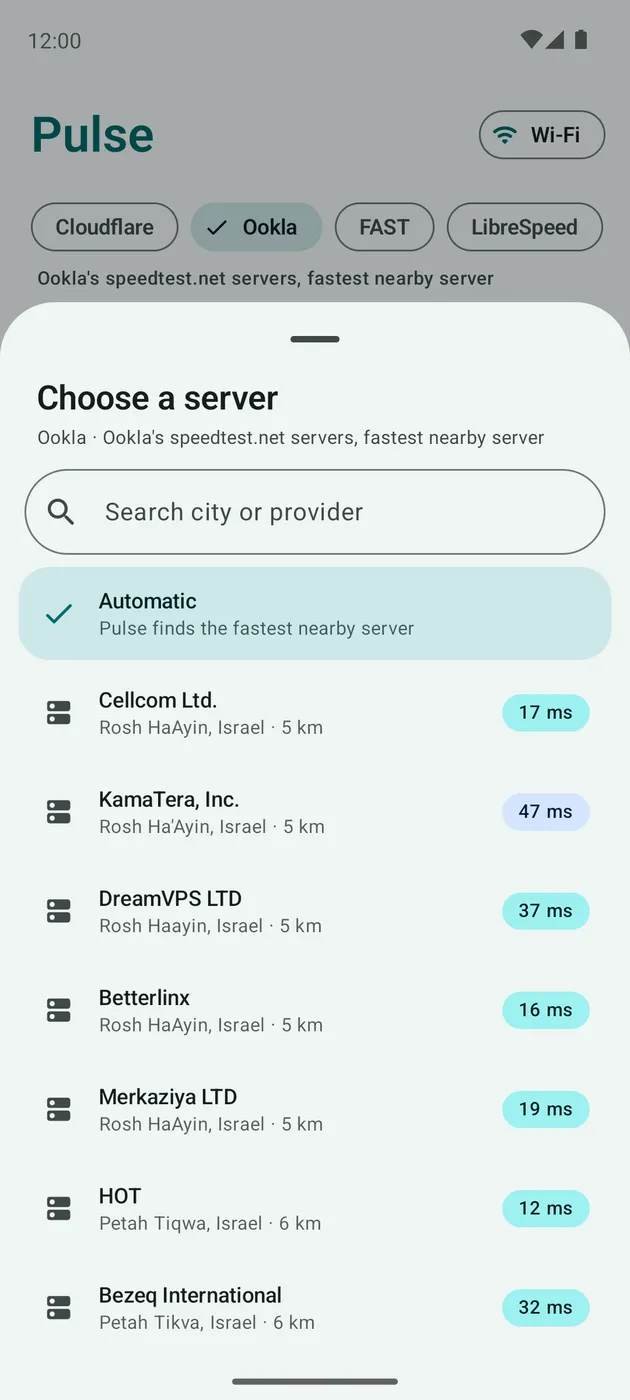 12:00
Pulse
Wi-Fi
Cloudflare
Ookla
FAST
LibreSpeed
Ookla's speedtest.net servers, fastest nearby server
Choose a server
Ookla · Ookla's speedtest.net servers, fastest nearby server
Search city or provider
Automatic
Pulse finds the fastest nearby server
Cellcom Ltd.
Rosh HaAyin, Israel · 5 km
17 ms
KamaTera, Inc.
Rosh Ha'Ayin, Israel · 5 km
47 ms
DreamVPS LTD
Rosh Haayin, Israel · 5 km
37 ms
Betterlinx
Rosh HaAyin, Israel · 5 km
16 ms
Merkaziya LTD
Rosh HaAyin, Israel · 5 km
19 ms
HOT
Petah Tiqwa, Israel · 6 km
12 ms
Bezeq International
Petah Tikva, Israel · 6 km
32 ms